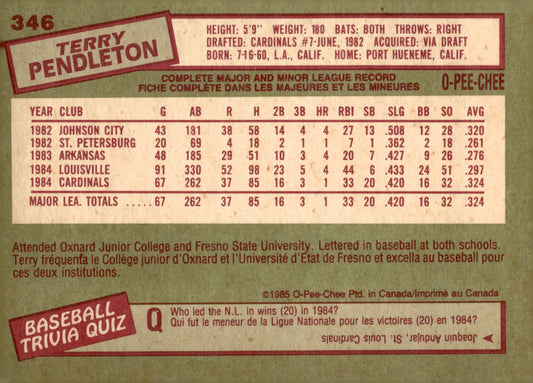 346
TERRY
PENDLETON
HEIGHT: 5'9" WEIGHT: 180 BATS: BOTH THROWS: RIGHT
DRAFTED: CARDINALS #7-JUNE, 1982 ACQUIRED: VIA DRAFT
BORN: 7-16-60, L.A., CALIF. HOME: PORT HUENEME, CALIF.
COMPLETE MAJOR AND MINOR LEAGUE RECORD
FICHE COMPLÈTE DANS LES MAJEURES ET LES MINEURES
O-PEE-CHEE
YEAR CLUB G AB R H 2B 3B HR RBI SB SLG BB SO AVG
1982 JOHNSON CITY 43 181 38 58 14 4 4 27 13 .508 12 28 .320
1982 ST. PETERSBURG 20 69 4 18 2 1 1 7 1 .377 2 18 .261
1983 ARKANSAS 48 185 29 51 10 3 4 20 7 .427 9 26 .276
1984 LOUISVILLE 91 330 52 98 23 5 4 44 6 .433 24 51 .297
1984 CARDINALS 67 262 37 85 16 3 1 33 20 .420 16 32 .324
MAJOR LEA. TOTALS .....67 262 37 85 16 3 1 33 20 .420 16 32 .324
Attended Oxnard Junior College and Fresno State University. Lettered in baseball at both schools.
Terry fréquenta le Collège junior d'Oxnard et l'Université d'Etat de Fresno et excella au baseball pour
ces deux institutions.
©1985 O-Pee-Chee Ptd. in Canada/Imprimé au Canada
BASEBALL
TRIVIA QUIZ
Q
Who led the N.L. in wins (20) in 1984?
Qui fut le meneur de la Ligue Nationale pour les victoires (20) en 1984?
A
Joaquin Andujar, St. Louis Cardinals